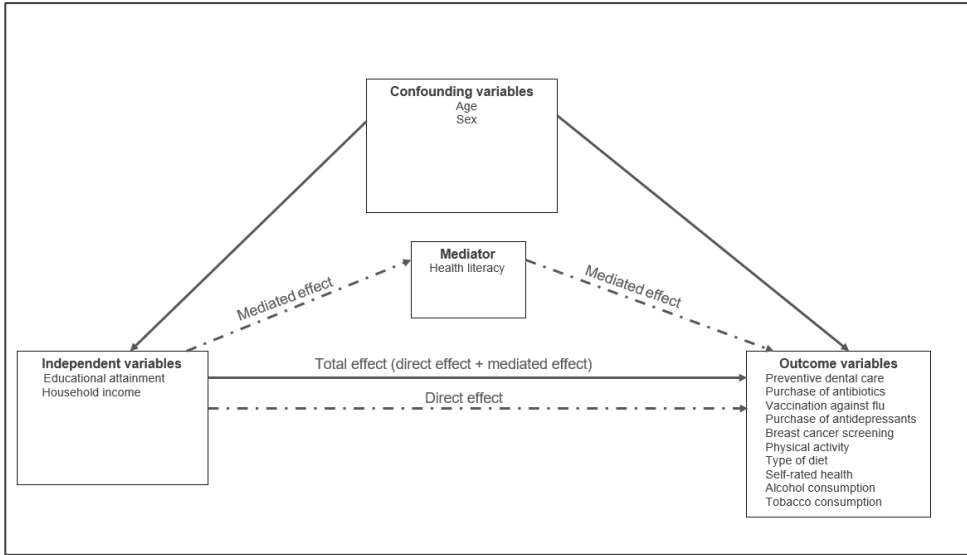 Confounding variables
Age
Sex
Mediator
Health literacy
Mediated effect
Mediated effect
Independent variables
Educational attainment
Household income
Total effect (direct effect + mediated effect)
Direct effect
Outcome variables
Preventive dental care
Purchase of antibiotics
Vaccination against flu
Purchase of antidepressants
Breast cancer screening
Physical activity
Type of diet
Self-rated health
Alcohol consumption
Tobacco consumption